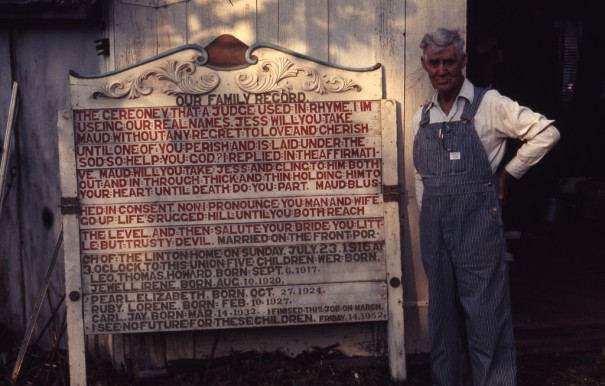 OUR FAMILY RECORD.
THE CEREONEY THAT A JUDGE USED IN RHYME, I'M
USEING OUR REAL NAMES. JESS WILL YOU TAKE
MAUD WITHOUT ANY REGRET TO LOVE AND CHERISH
UNTIL ONE OF YOU PERISH AND IS LAID UNDER THE
SOD SO HELP YOU GOD? I REPLIED IN THE AFFIRMATI
VE. MAUD WILL YOU TAKE JESS AND CLING TO HIM BOTH
OUT AND IN THROUGH THICK AND THIN HOLDING HIM TO
YOUR HEART UNTIL DEATH DO YOU PART. MAUD BLUS
HED IN CONSENT. NOW I PRONOUNCE YOU MAN AND WIFE.
GO UP LIFE'S RUGGED HILL UNTIL YOU BOTH REACH
THE LEVEL AND THEN SALUTE YOUR BRIDE YOU LIT
LE BUT TRUSTY DEVIL. MARRIED ON THE FRONT POR-
CH OF THE LINTON HOME ON SUNDAY, JULY 23, 1916 AT
3, OCLOCK, TO THIS UNION FIVE CHILDREN WER: BORN.
LEO, THOMAS, HOWARD. BORN: SEPT. 6. 1917.
JEWELL, IRENE. BORN, AUG. 10. 1920.
PEARL, ELIZABETH. BORN. OCT. 27. 1924.
RUBY, LORENE. BORN: FEB. 16. 1927.
CARL, JAY, BORN: MAR. 14. 1932. I FINISED THIS JOB ON MARCH.
I SEE NO FUTURE FOR THESE CHILDREN. FRIDAY. 14. 1952.